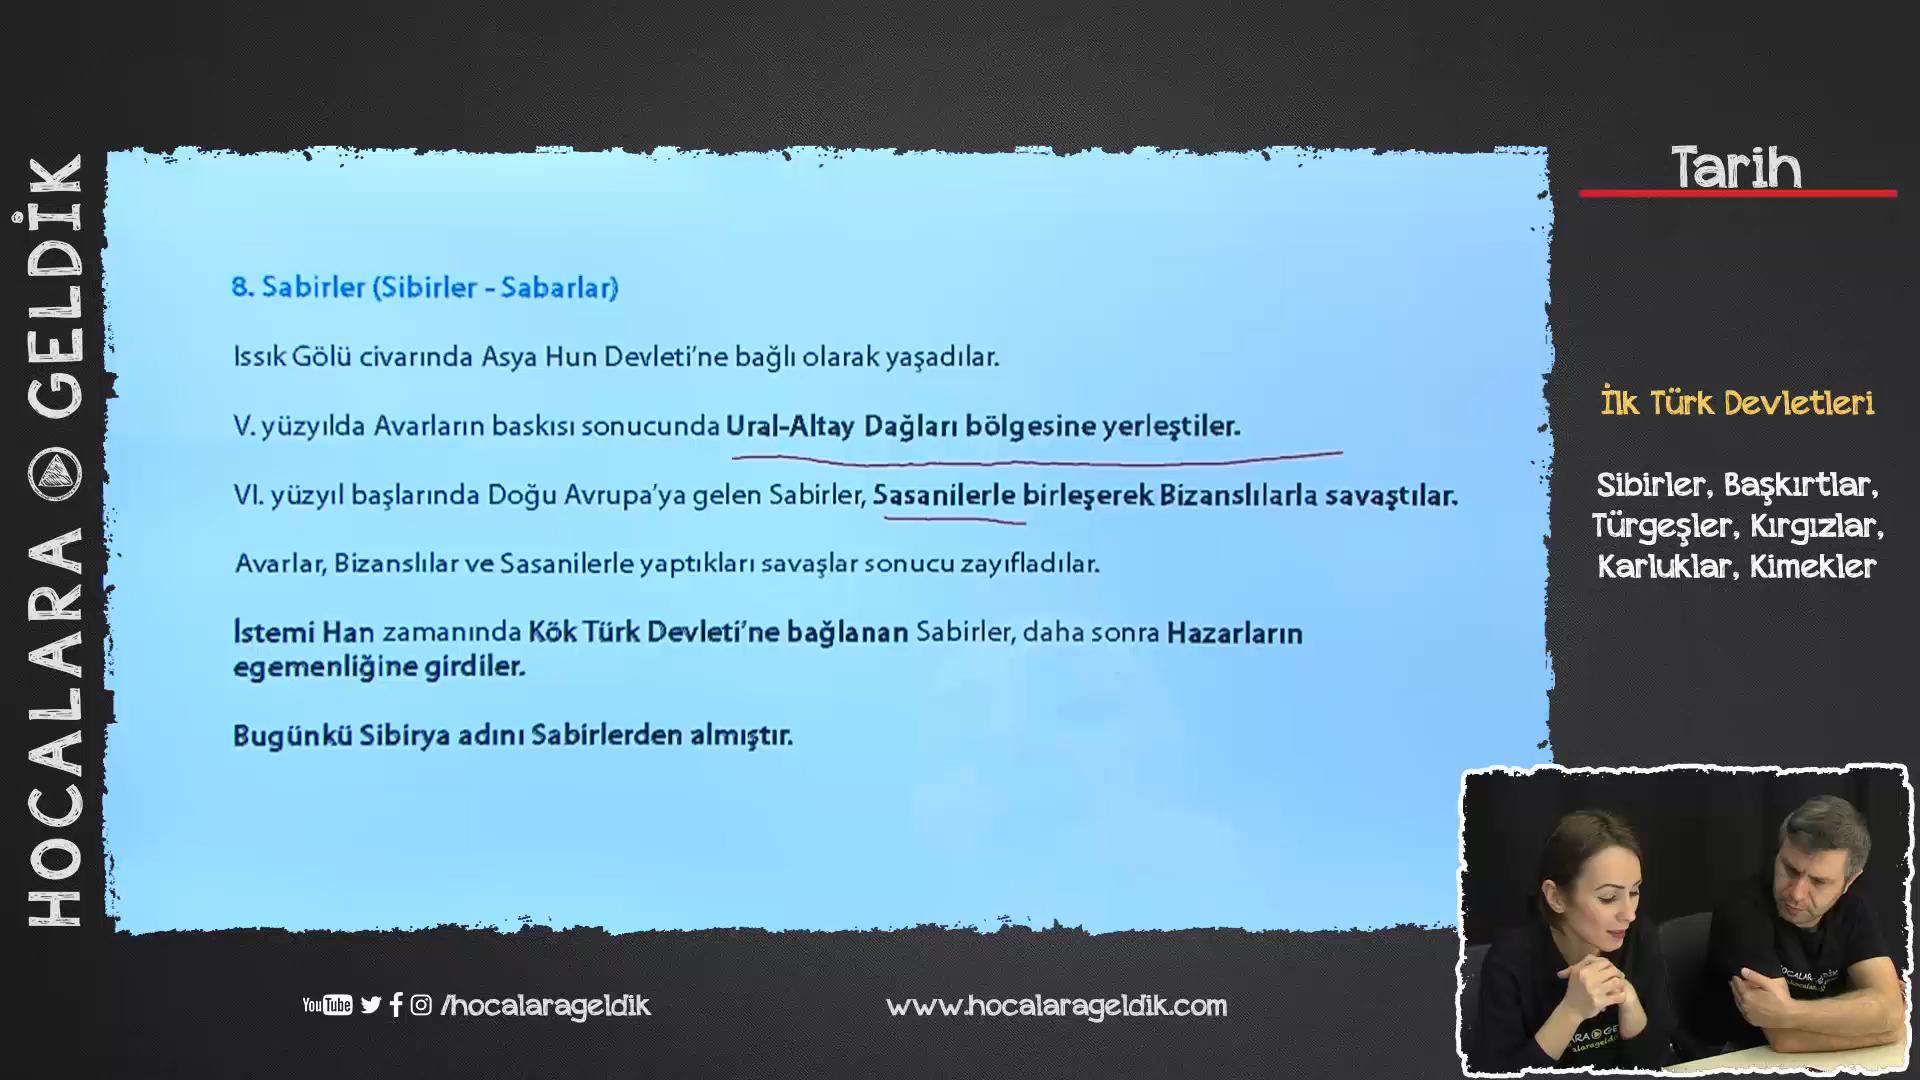 HOCALARA GELDİK
Tarih
8. Sabirler (Sibirler - Sabarlar)
Issık Gölü civarında Asya Hun Devleti'ne bağlı olarak yaşadılar.
V. yüzyılda Avarların baskısı sonucunda Ural-Altay Dağları bölgesine yerleştiler.
VI. yüzyıl başlarında Doğu Avrupa'ya gelen Sabirler, Sasanilerle birleşerek Bizanslılarla savaştılar.
Avarlar, Bizanslılar ve Sasanilerle yaptıkları savaşlar sonucu zayıfladılar.
İstemi Han zamanında Kök Türk Devleti'ne bağlanan Sabirler, daha sonra Hazarların
egemenliğine girdiler.
Bugünkü Sibirya adını Sabirlerden almıştır.
İlk Türk Devletleri
Sibirler, Başkırtlar,
Türgeşler, Kırgızlar,
Karluklar, Kimekler
YouTube /hocalarageldik
www.hocalarageldik.com